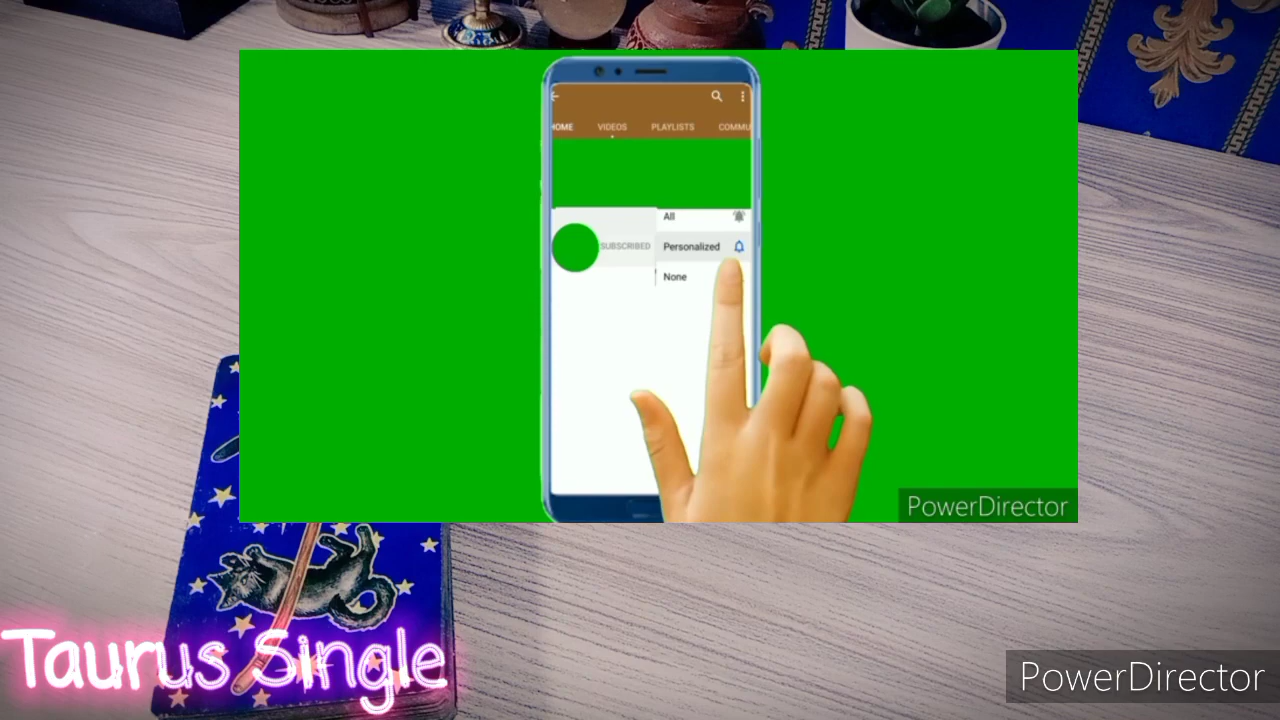 HOME VIDEOS PLAYLISTS COMMU
All
SUBSCRIBED Personalized
None
PowerDirector
Taurus Single
PowerDirector